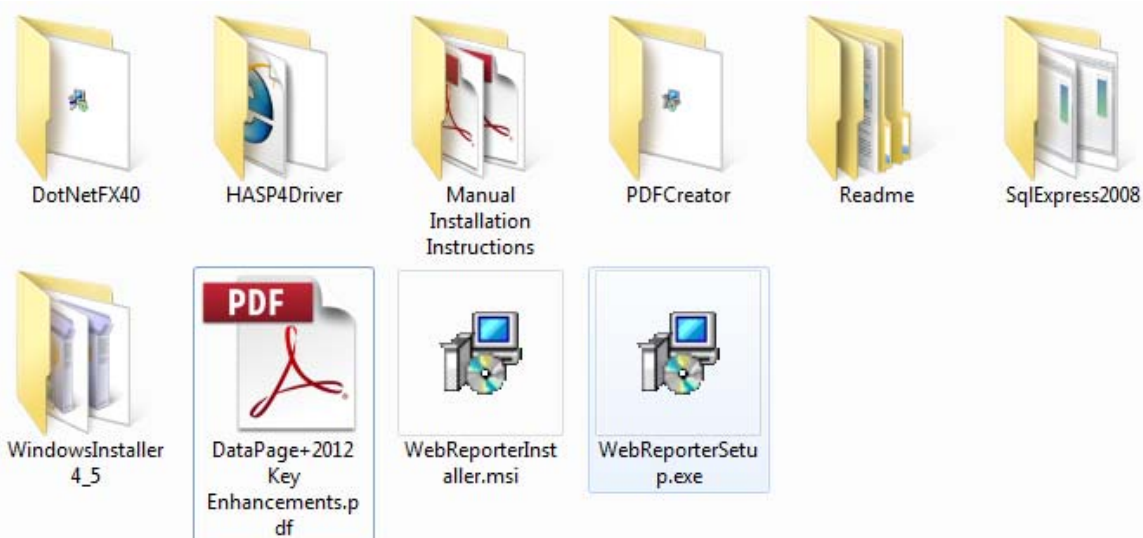 DotNetFX40
HASP4Driver
Manual
Installation
Instructions
PDFCreator
Readme
SqlExpress2008
WindowsInstaller
4_5
PDF
DataPage+2012
Key
Enhancements.p
df
WebReporterInst
aller.msi
WebReporterSetu
p.exe